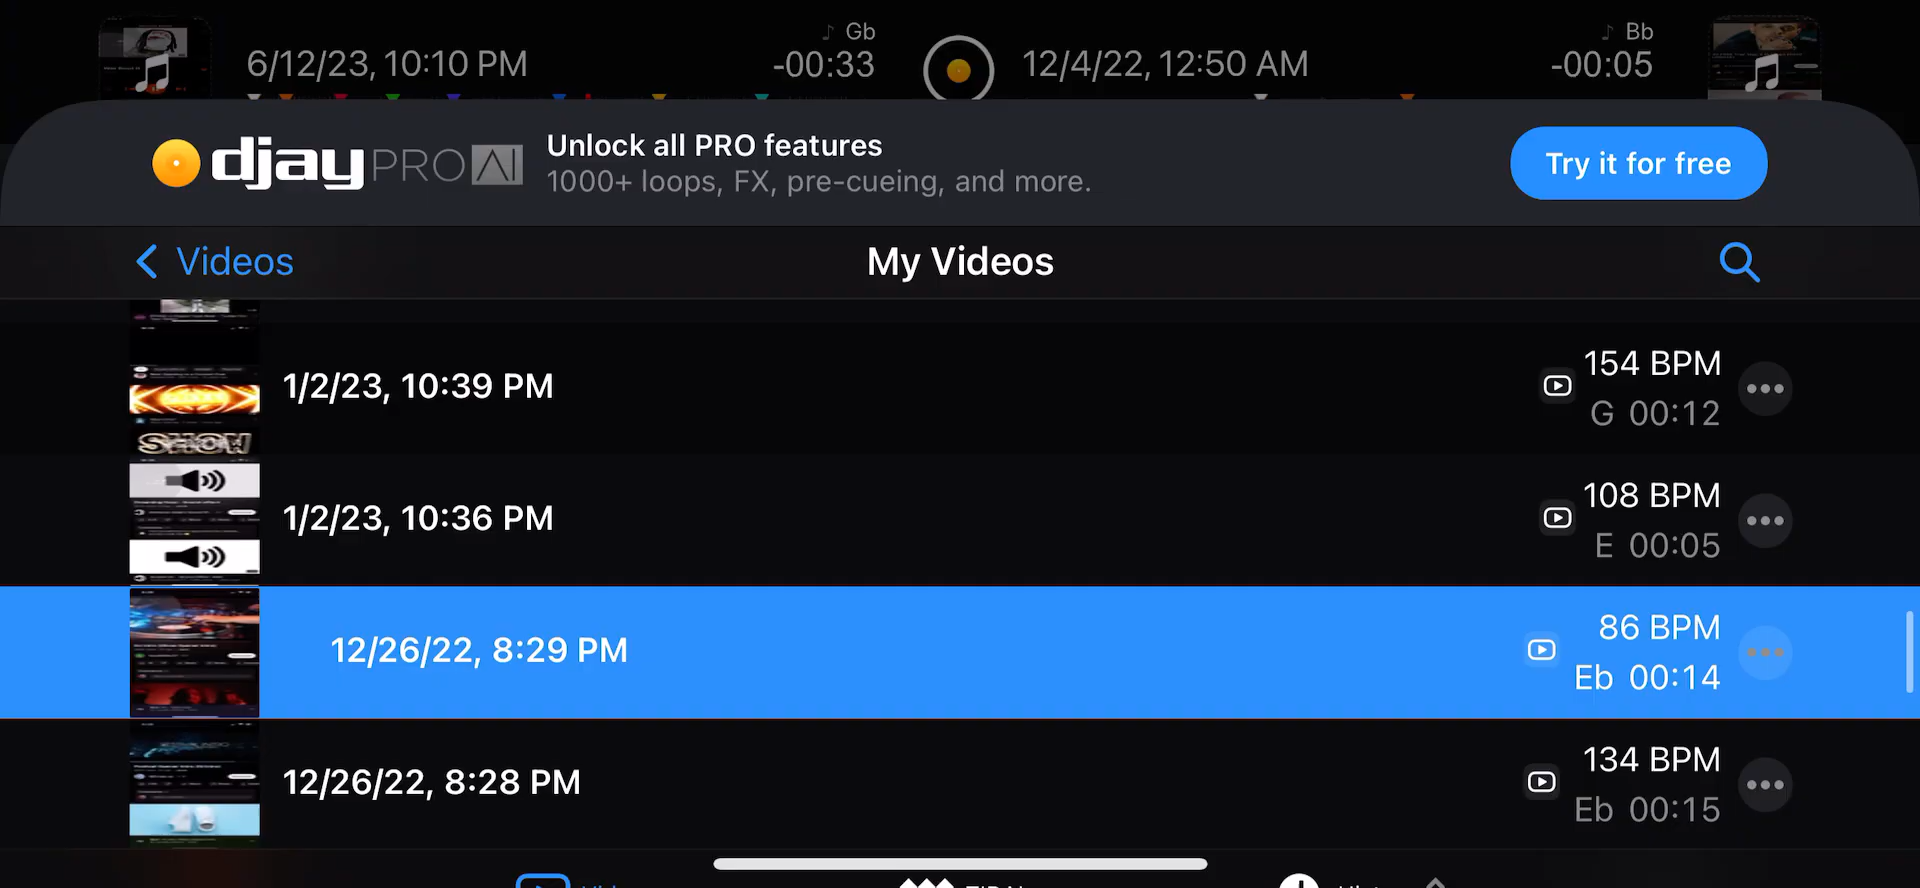 6/12/23, 10:10 PM
Gb
-00:33
12/4/22, 12:50 AM
Bb
-00:05
djay PRO AI
Unlock all PRO features
1000+ loops, FX, pre-cueing, and more.
Try it for free
Videos
My Videos
1/2/23, 10:39 PM
154 BPM
G 00:12
SHOW
1/2/23, 10:36 PM
108 BPM
E 00:05
12/26/22, 8:29 PM
86 BPM
Eb 00:14
12/26/22, 8:28 PM
134 BPM
Eb 00:15